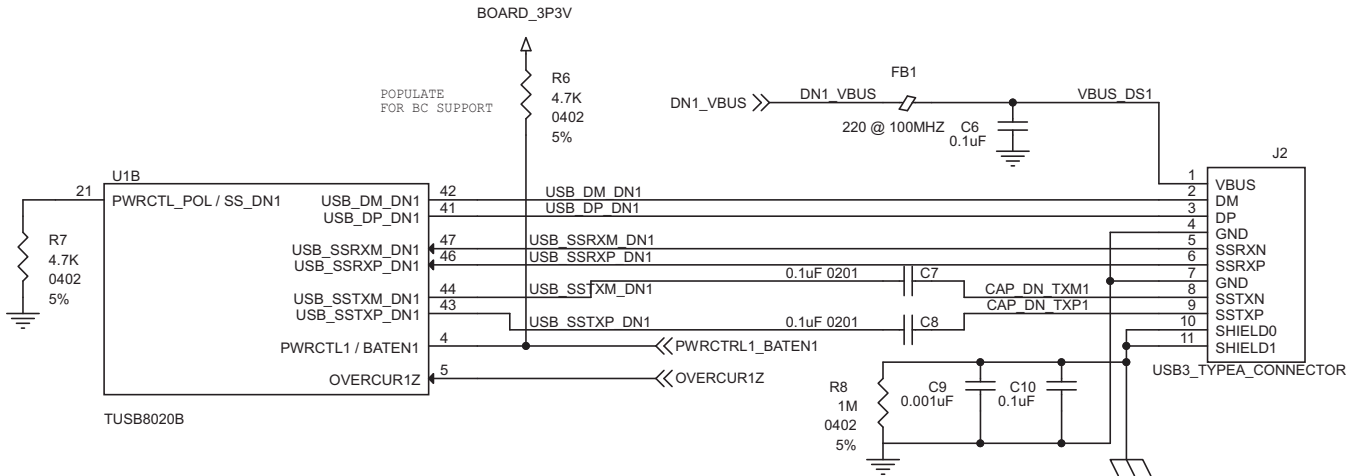 BOARD_3P3V
POPULATE
FOR BC SUPPORT
R6
4.7K
0402
5%
FB1
DN1_VBUS
DN1_VBUS
VBUS_DS1
220 @ 100MHZ
C6
0.1uF
J2
U1B
21
PWRCTL_POL / SS_DN1
R7
4.7K
0402
5%
USB_DM_DN1
42
USB_DM_DN1
USB_DP_DN1
41
USB_DP_DN1
USB_SSRXM_DN1
47
USB_SSRXM_DN1
USB_SSRXP_DN1
46
USB_SSRXP_DN1
USB_SSTXM_DN1
44
USB_SSTXM_DN1
USB_SSTXP_DN1
43
USB_SSTXP_DN1
PWRCTL1 / BATEN1
4
PWRCTRL1_BATEN1
OVERCUR1Z
5
OVERCUR1Z
TUSB8020B
0.1uF 0201
C7
CAP_DN_TXM1
0.1uF 0201
C8
CAP_DN_TXP1
1
VBUS
2
DM
3
DP
4
GND
5
SSRXN
6
SSRXP
7
GND
8
SSTXN
9
SSTXP
10
SHIELD0
11
SHIELD1
USB3_TYPEA_CONNECTOR
R8
1M
0402
5%
C9
0.001uF
C10
0.1uF